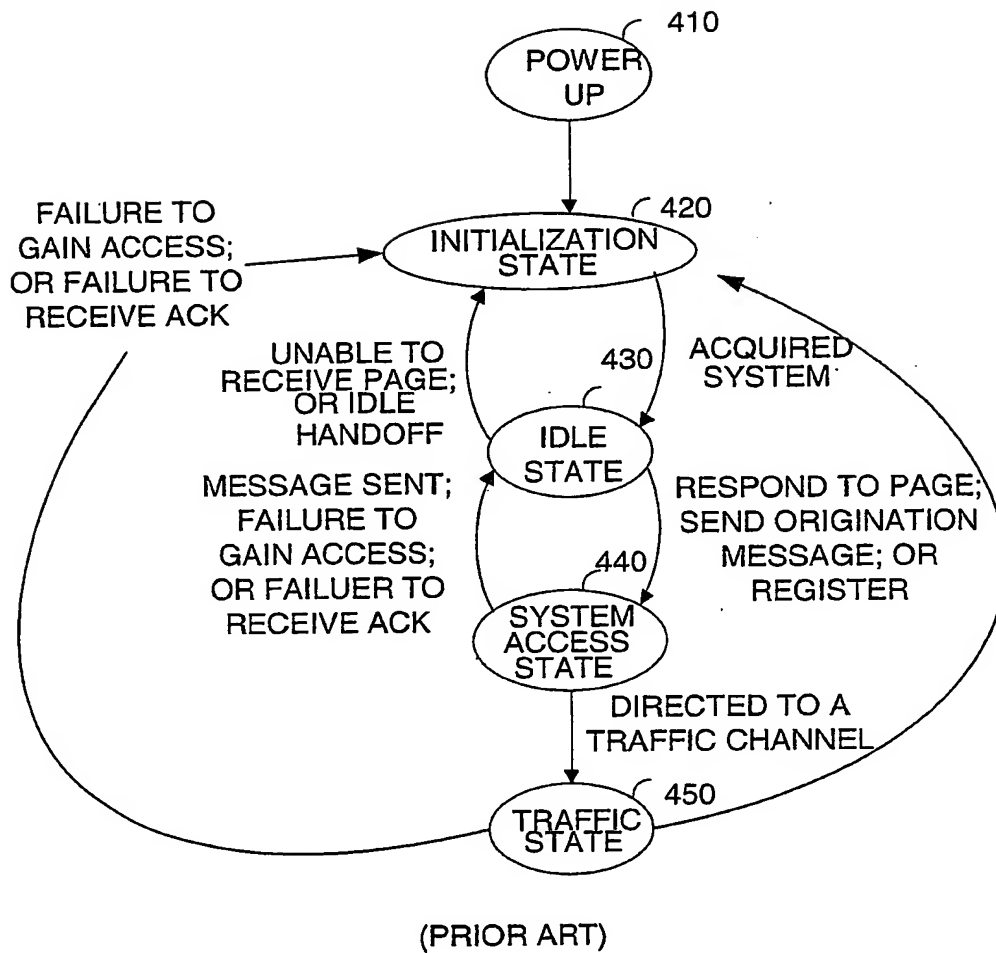 410
POWER
UP
420
INITIALIZATION
STATE
FAILURE TO
GAIN ACCESS;
OR FAILURE TO
RECEIVE ACK
UNABLE TO
RECEIVE PAGE;
OR IDLE
HANDOFF
430
ACQUIRED
SYSTEM
IDLE
STATE
MESSAGE SENT;
FAILURE TO
GAIN ACCESS;
OR FAILUER TO
RECEIVE ACK
RESPOND TO PAGE;
SEND ORIGINATION
MESSAGE; OR
REGISTER
440
SYSTEM
ACCESS
STATE
DIRECTED TO A
TRAFFIC CHANNEL
450
TRAFFIC
STATE
(PRIOR ART)